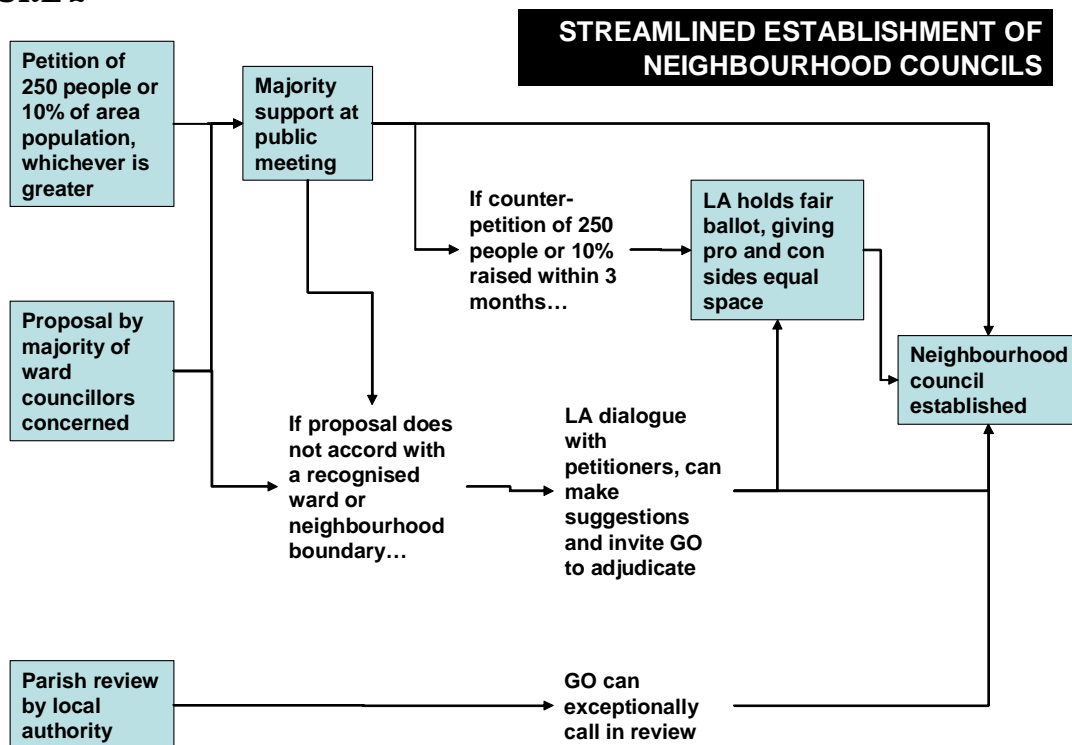 STREAMLINED ESTABLISHMENT OF
NEIGHBOURHOOD COUNCILS
Petition of
250 people or
10% of area
population,
whichever is
greater
Majority
support at
public
meeting
If counter-
petition of 250
people or 10%
raised within 3
months…
LA holds fair
ballot, giving
pro and con
sides equal
space
Proposal by
majority of
ward
councillors
concerned
Neighbourhood
council
established
If proposal does
not accord with
a recognised
ward or
neighbourhood
boundary…
LA dialogue
with
petitioners, can
make
suggestions
and invite GO
to adjudicate
Parish review
by local
authority
GO can
exceptionally
call in review